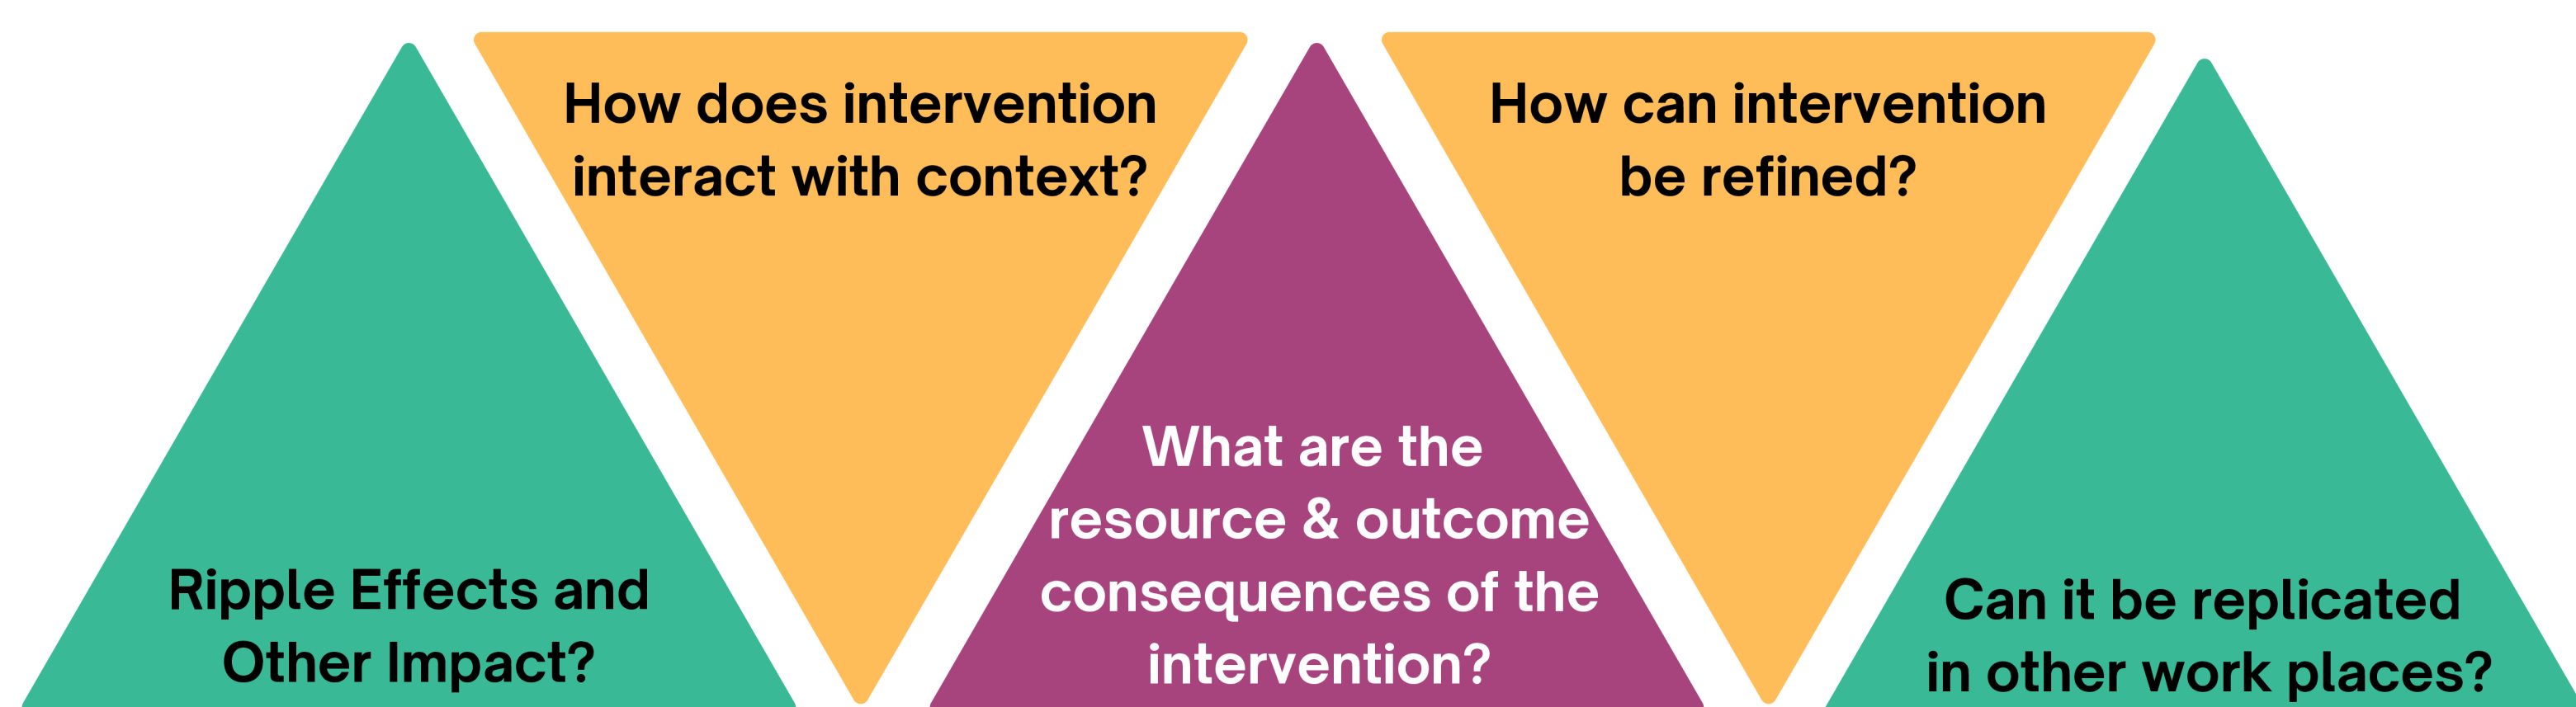 Ripple Effects and
Other Impact?
How does intervention
interact with context?
What are the
resource & outcome
consequences of the
intervention?
How can intervention
be refined?
Can it be replicated
in other work places?